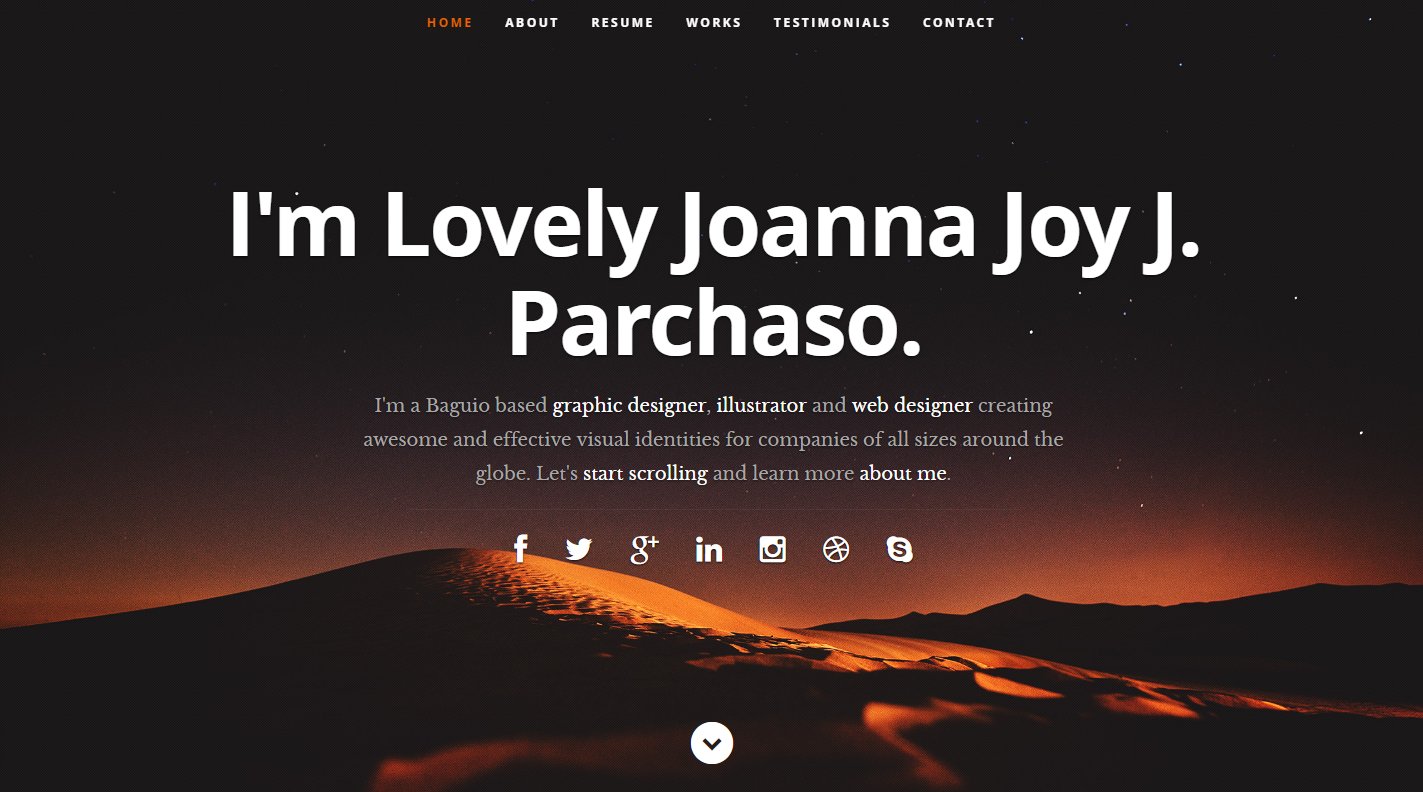 HOME ABOUT RESUME WORKS TESTIMONIALS CONTACT
I'm Lovely Joanna Joy J.
Parchaso.
I'm a Baguio based graphic designer, illustrator and web designer creating
awesome and effective visual identities for companies of all sizes around the
globe. Let's start scrolling and learn more about me.